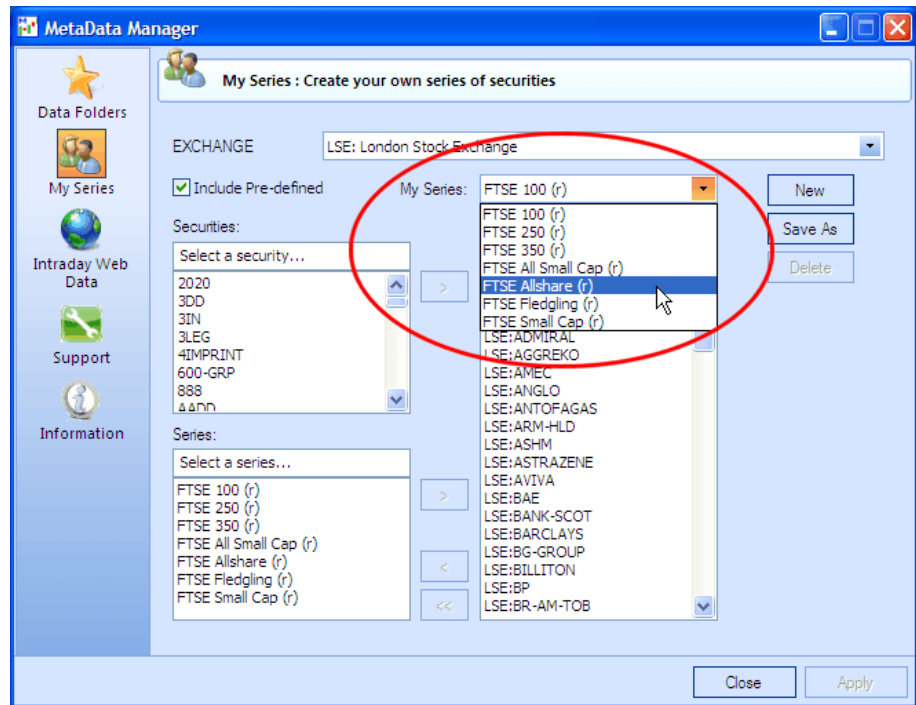 MetaData Manager
Data Folders
My Series
Intraday Web
Data
Support
Information
My Series : Create your own series of securities
EXCHANGE
LSE: London Stock Exchange
Include Pre-defined
My Series:
FTSE 100 (r)
New
Save As
Delete
FTSE 100 (r)
FTSE 250 (r)
FTSE 350 (r)
FTSE All Small Cap (r)
FTSE Allshare (r)
FTSE Fledgling (r)
FTSE Small Cap (r)
Securities:
Select a security...
2020
3DD
3IN
3LEG
4IMPRINT
600-GRP
888
AADD
>
LSE:ADMIRAL
LSE:AGGREKO
LSE:AMEC
LSE:ANGLO
LSE:ANTOFAGAS
LSE:ARM-HLD
LSE:ASHM
LSE:ASTRAZENE
LSE:AVIVA
LSE:BAE
LSE:BANK-SCOT
LSE:BARCLAYS
LSE:BG-GROUP
LSE:BILLITON
LSE:BP
LSE:BR-AM-TOB
Series:
Select a series...
FTSE 100 (r)
FTSE 250 (r)
FTSE 350 (r)
FTSE All Small Cap (r)
FTSE Allshare (r)
FTSE Fledgling (r)
FTSE Small Cap (r)
>
<
<<
Close
Apply